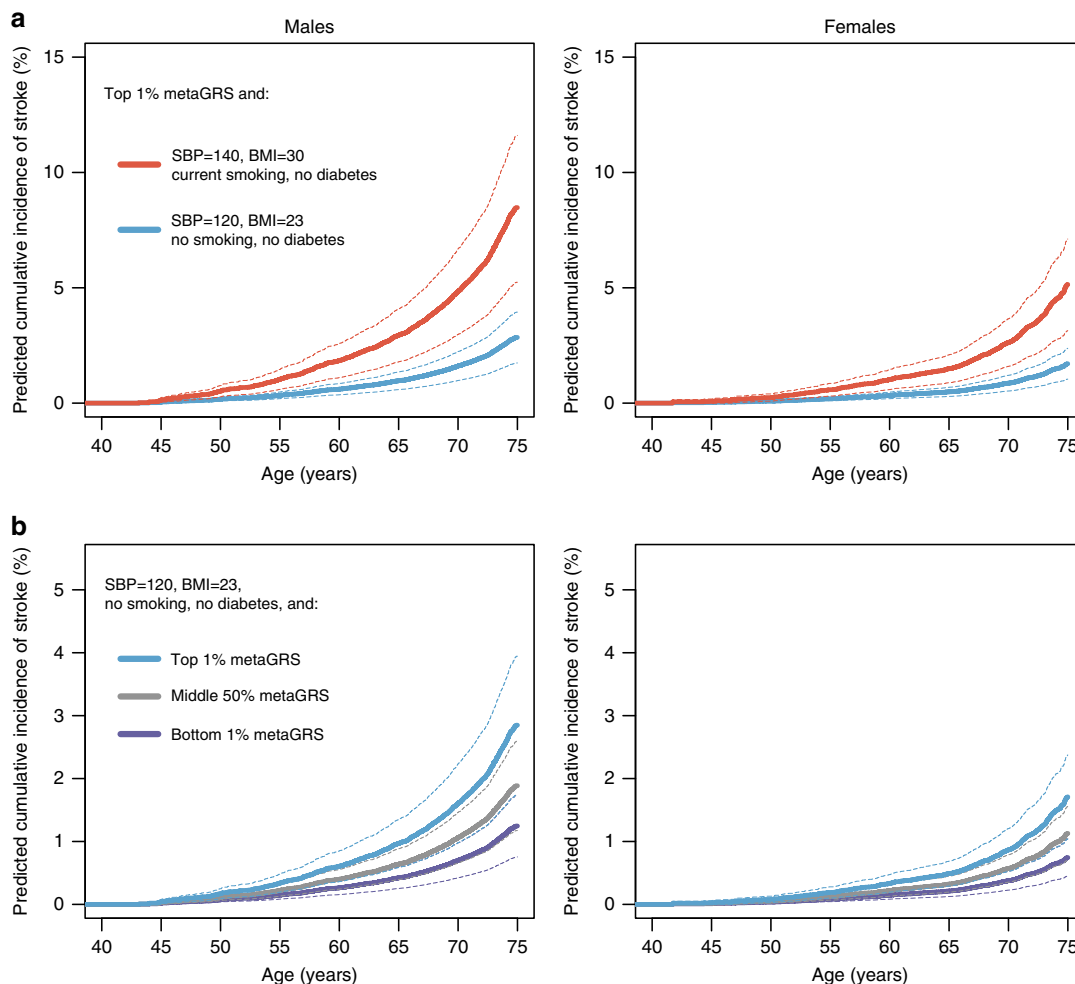 a
Males
Females
Predicted cumulative incidence of stroke (%)
15
10
5
0
Top 1% metaGRS and:
SBP=140, BMI=30
current smoking, no diabetes
SBP=120, BMI=23
no smoking, no diabetes
40 45 50 55 60 65 70 75
Age (years)
Predicted cumulative incidence of stroke (%)
15
10
5
0
40 45 50 55 60 65 70 75
Age (years)
b
Predicted cumulative incidence of stroke (%)
5
4
3
2
1
0
SBP=120, BMI=23,
no smoking, no diabetes, and:
Top 1% metaGRS
Middle 50% metaGRS
Bottom 1% metaGRS
40 45 50 55 60 65 70 75
Age (years)
Predicted cumulative incidence of stroke (%)
5
4
3
2
1
0
40 45 50 55 60 65 70 75
Age (years)